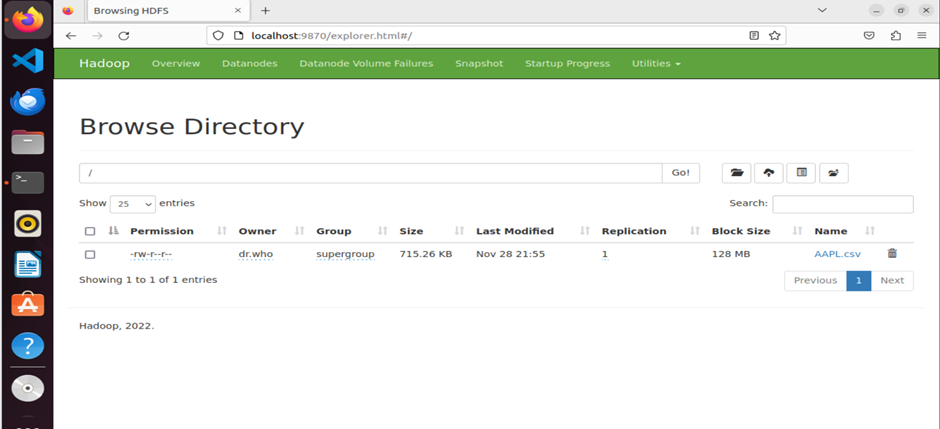 Browsing HDFS
localhost:9870/explorer.html#/
Hadoop Overview Datanodes Datanode Volume Failures Snapshot Startup Progress Utilities
Browse Directory
/ Go!
Show 25 entries Search:
Permission Owner Group Size Last Modified Replication Block Size Name
-rw-r--r-- dr.who supergroup 715.26 KB Nov 28 21:55 1 128 MB AAPL.csv
Showing 1 to 1 of 1 entries Previous 1 Next
Hadoop, 2022.